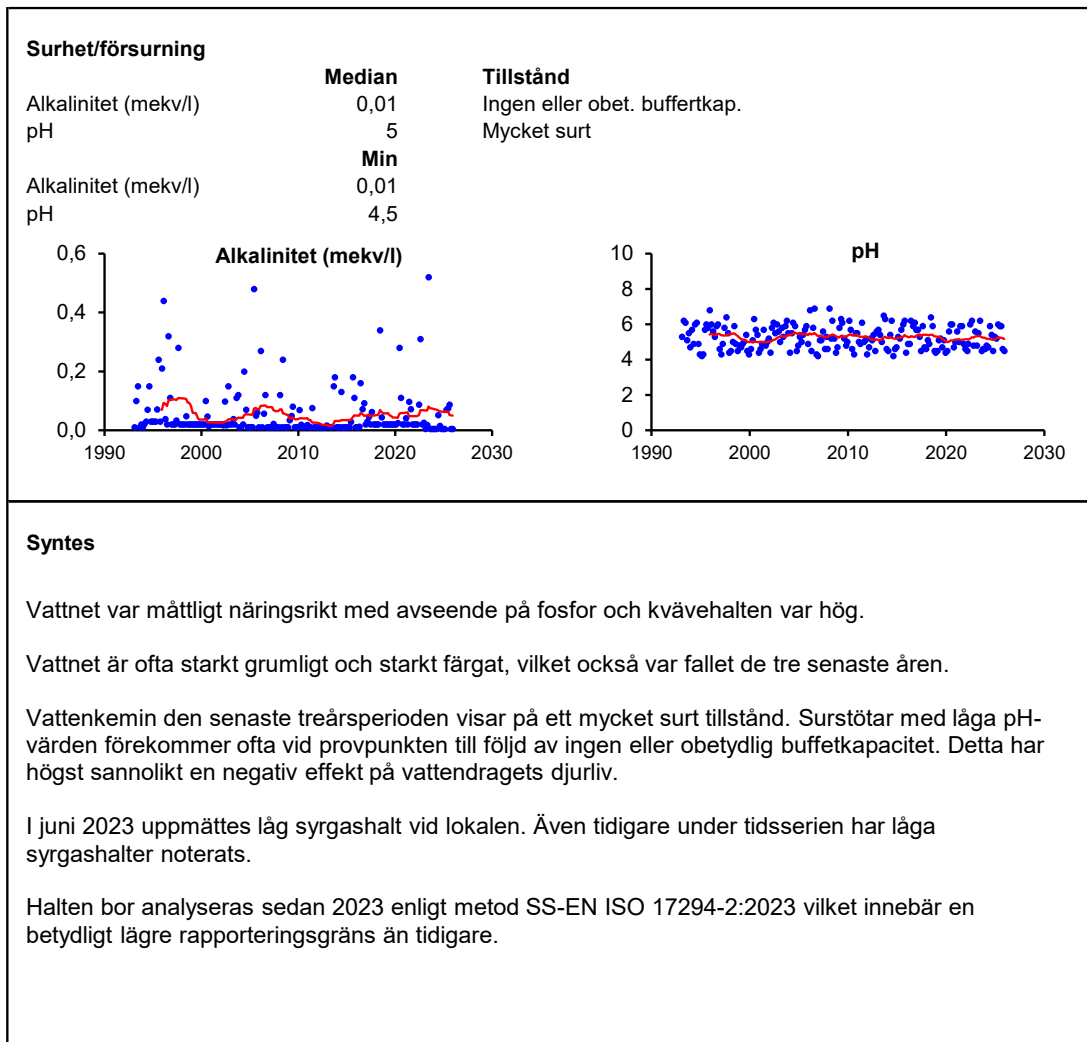 Surhet/försurning
Median Tillstånd
Alkalinitet (mekv/l) 0,01 Ingen eller obet. buffertkap.
pH 5 Mycket surt
Min
Alkalinitet (mekv/l) 0,01
pH 4,5
Alkalinitet (mekv/l)
0,6
0,4
0,2
0,0
1990 2000 2010 2020 2030
pH
10
8
6
4
2
0
1990 2000 2010 2020 2030
Syntes
Vattnet var måttligt näringsrikt med avseende på fosfor och kvävehalten var hög.
Vattnet är ofta starkt grumligt och starkt färgat, vilket också var fallet de tre senaste åren.
Vattenkemin den senaste treårsperioden visar på ett mycket surt tillstånd. Surstötar med låga pH-
värden förekommer ofta vid provpunkten till följd av ingen eller obetydlig buffetkapacitet. Detta har
högst sannolikt en negativ effekt på vattendragets djurliv.
I juni 2023 uppmättes låg syrgashalt vid lokalen. Även tidigare under tidsserien har låga
syrgashalter noterats.
Halten bor analyseras sedan 2023 enligt metod SS-EN ISO 17294-2:2023 vilket innebär en
betydligt lägre rapporteringsgräns än tidigare.